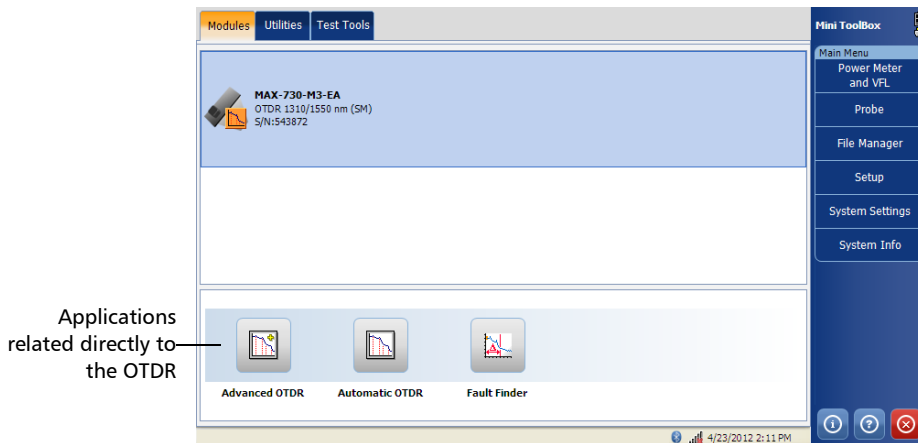 Modules Utilities Test Tools
MAX-730-M3-EA
OTDR 1310/1550 nm (SM)
S/N:543872
Applications
related directly to
the OTDR
Advanced OTDR Automatic OTDR Fault Finder
4/23/2012 2:11 PM
Mini ToolBox
Main Menu
Power Meter
and VFL
Probe
File Manager
Setup
System Settings
System Info